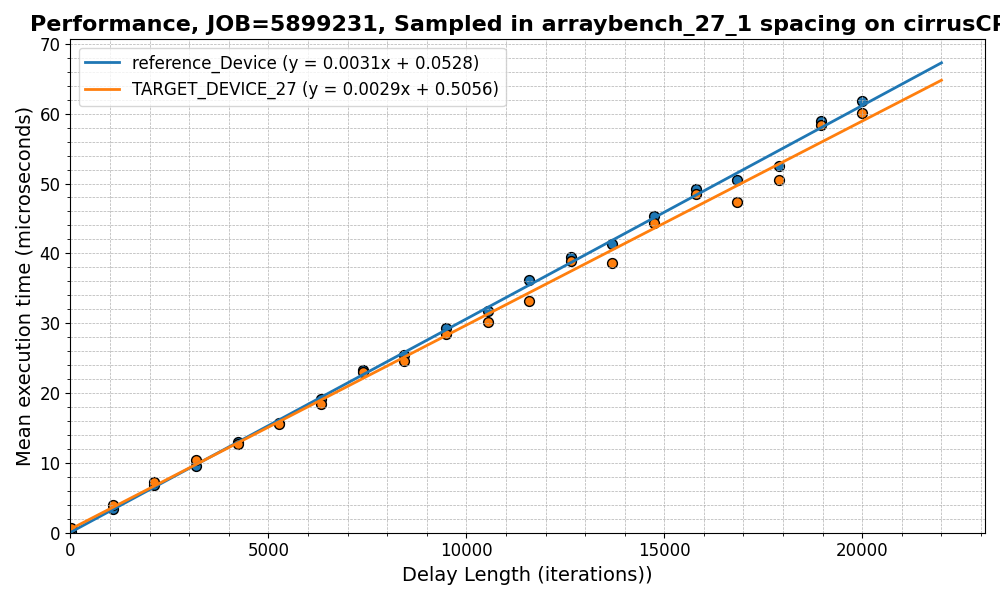 Performance, JOB=5899231, Sampled in arraybench_27_1 spacing on cirrusCP
70
60
50
40
30
20
10
0
Mean execution time (microseconds)
reference_Device (y = 0.0031x + 0.0528)
TARGET_DEVICE_27 (y = 0.0029x + 0.5056)
0
5000
10000
15000
20000
Delay Length (iterations))